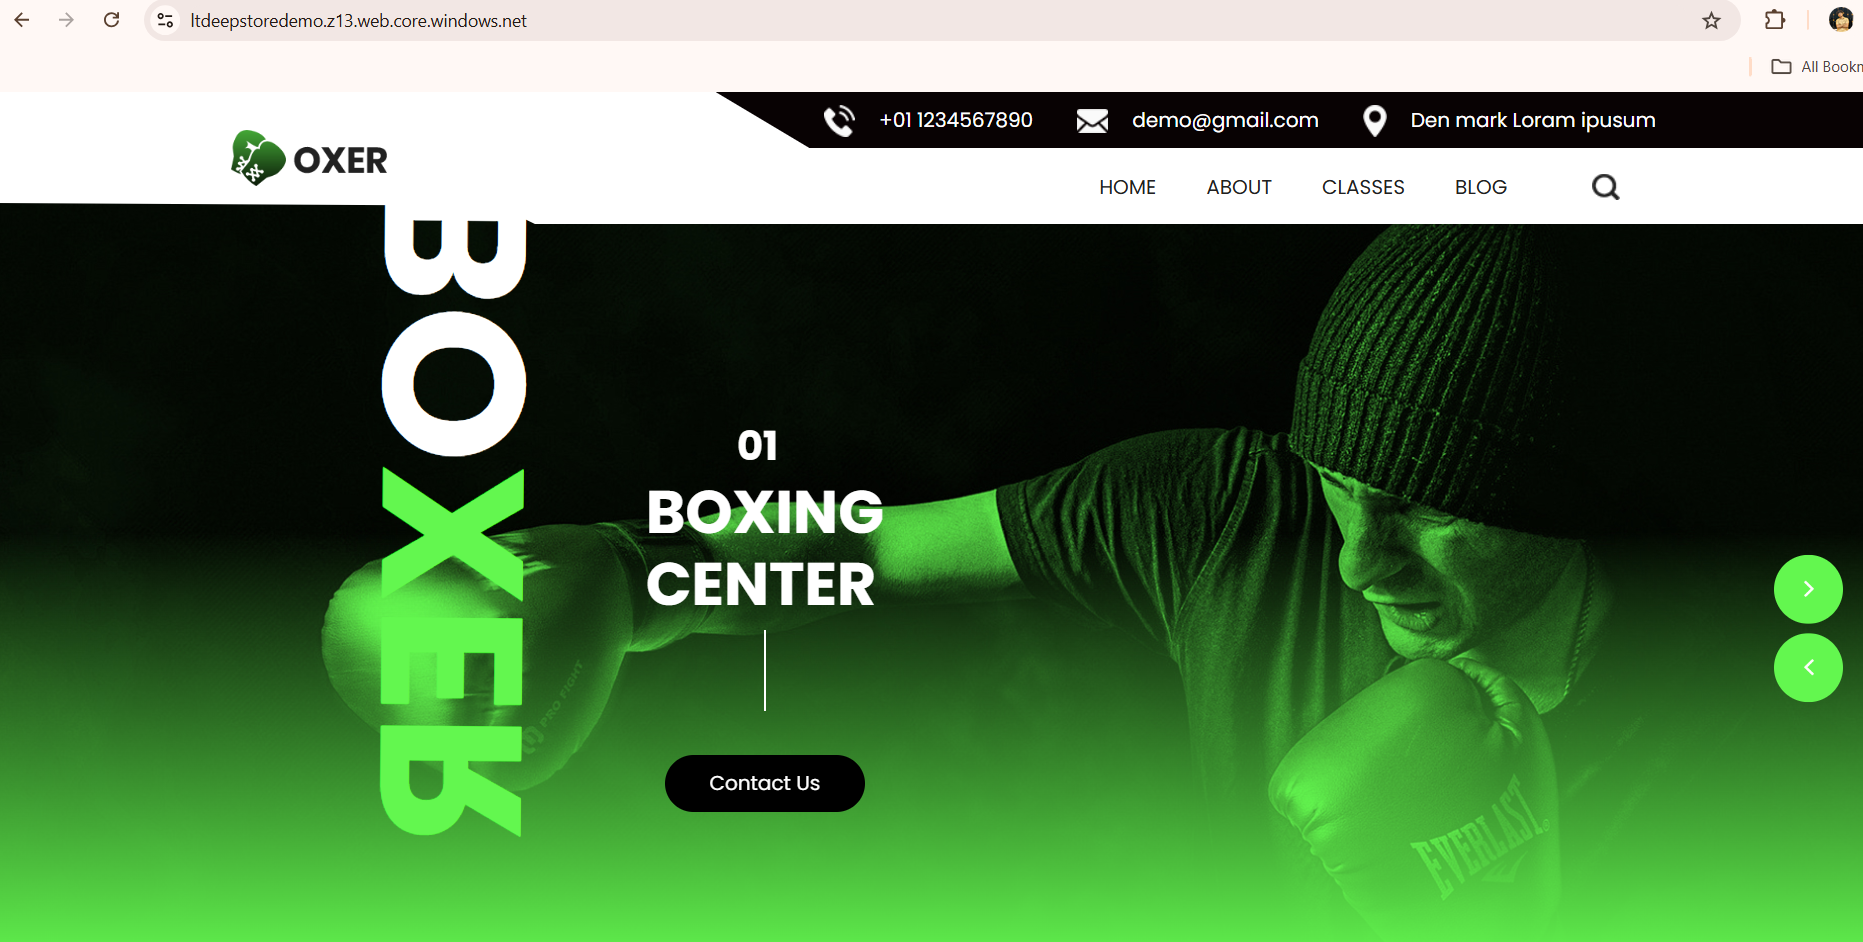 ltdeepstoredemo.z13.web.core.windows.net
All Bookm
+01 1234567890
demo@gmail.com
Den mark Loram ipusum
OXER
HOME
ABOUT
CLASSES
BLOG
BOXER
01
BOXING
CENTER
PRO FIGHT
Contact Us
EVERLAST